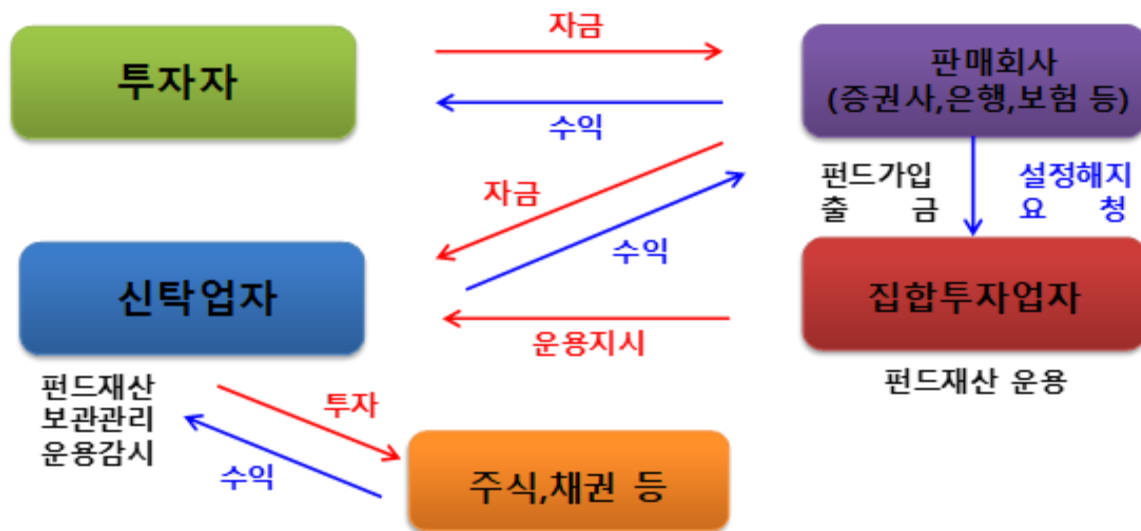 자금
투자자
판매회사
(증권사,은행,보험 등)
수익
자금
펀드가입
출 금
설정해지
요 청
수익
신탁업자
집합투자업자
운용지시
펀드재산 운용
펀드재산
보관관리
운용감시
투자
수익
주식,채권 등